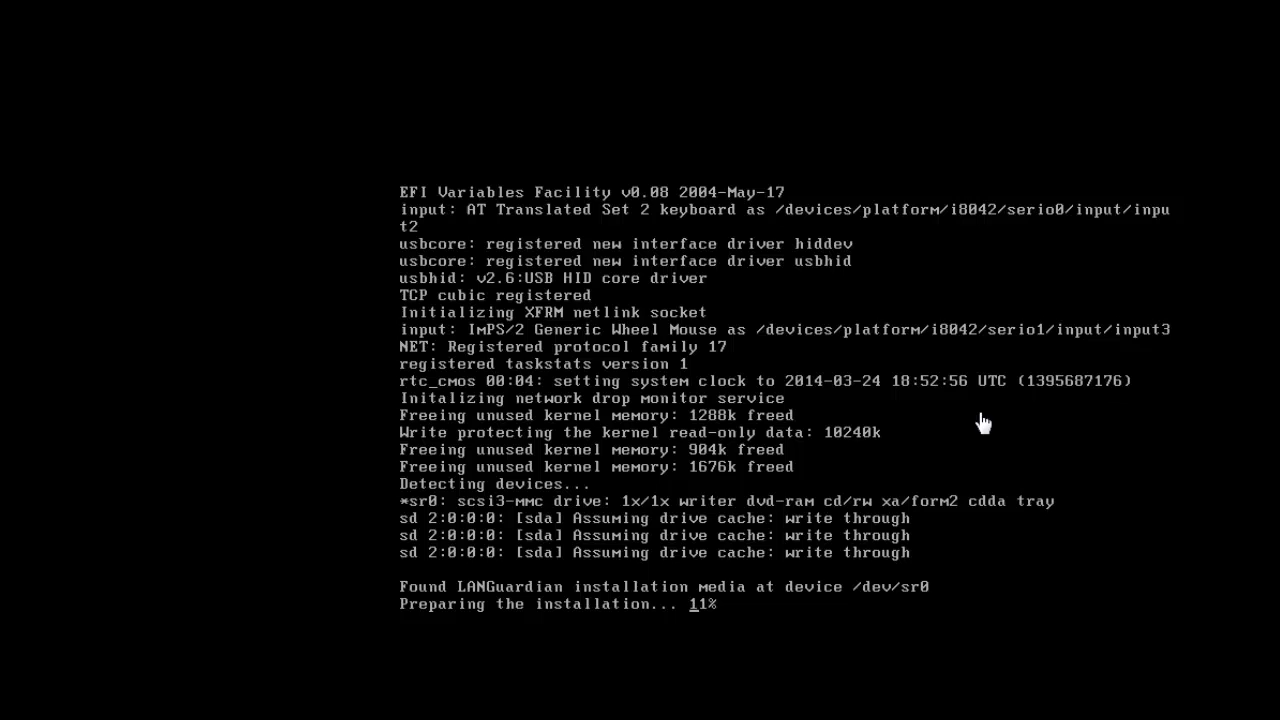 EFI Variables Facility v0.08 2004-May-17
input: AT Translated Set 2 keyboard as /devices/platform/i8042/serio0/input/inpu
t2
usbcore: registered new interface driver hiddev
usbcore: registered new interface driver usbhid
usbhid: v2.6:USB HID core driver
TCP cubic registered
Initializing XFRM netlink socket
input: ImPS/2 Generic Wheel Mouse as /devices/platform/i8042/serio1/input/input3
NET: Registered protocol family 17
registered taskstats version 1
rtc_cmos 00:04: setting system clock to 2014-03-24 18:52:56 UTC (1395687176)
Initalizing network drop monitor service
Freeing unused kernel memory: 1288k freed
Write protecting the kernel read-only data: 10240k
Freeing unused kernel memory: 904k freed
Freeing unused kernel memory: 1676k freed
Detecting devices...
*sr0: scsi3-mmc drive: 1x/1x writer dvd-ram cd/rw xa/form2 cdda tray
sd 2:0:0:0: [sda] Assuming drive cache: write through
sd 2:0:0:0: [sda] Assuming drive cache: write through
sd 2:0:0:0: [sda] Assuming drive cache: write through
Found LANGuardian installation media at device /dev/sr0
Preparing the installation... 11%